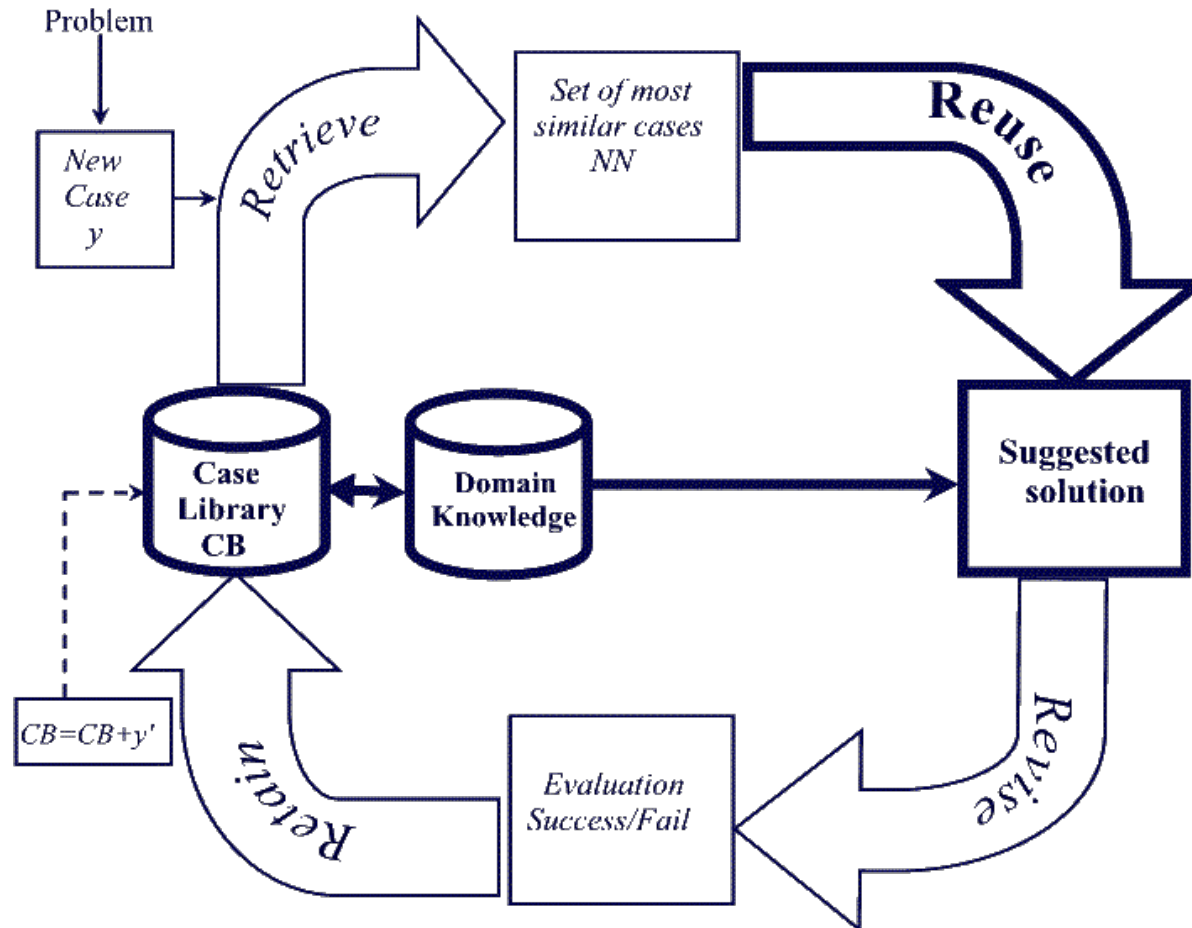 Problem
New
Case
y
Retrieve
Set of most
similar cases
NN
Reuse
Case
Library
CB
Domain
Knowledge
Suggested
solution
CB=CB+y'
Retain
Evaluation
Success/Fail
Revise